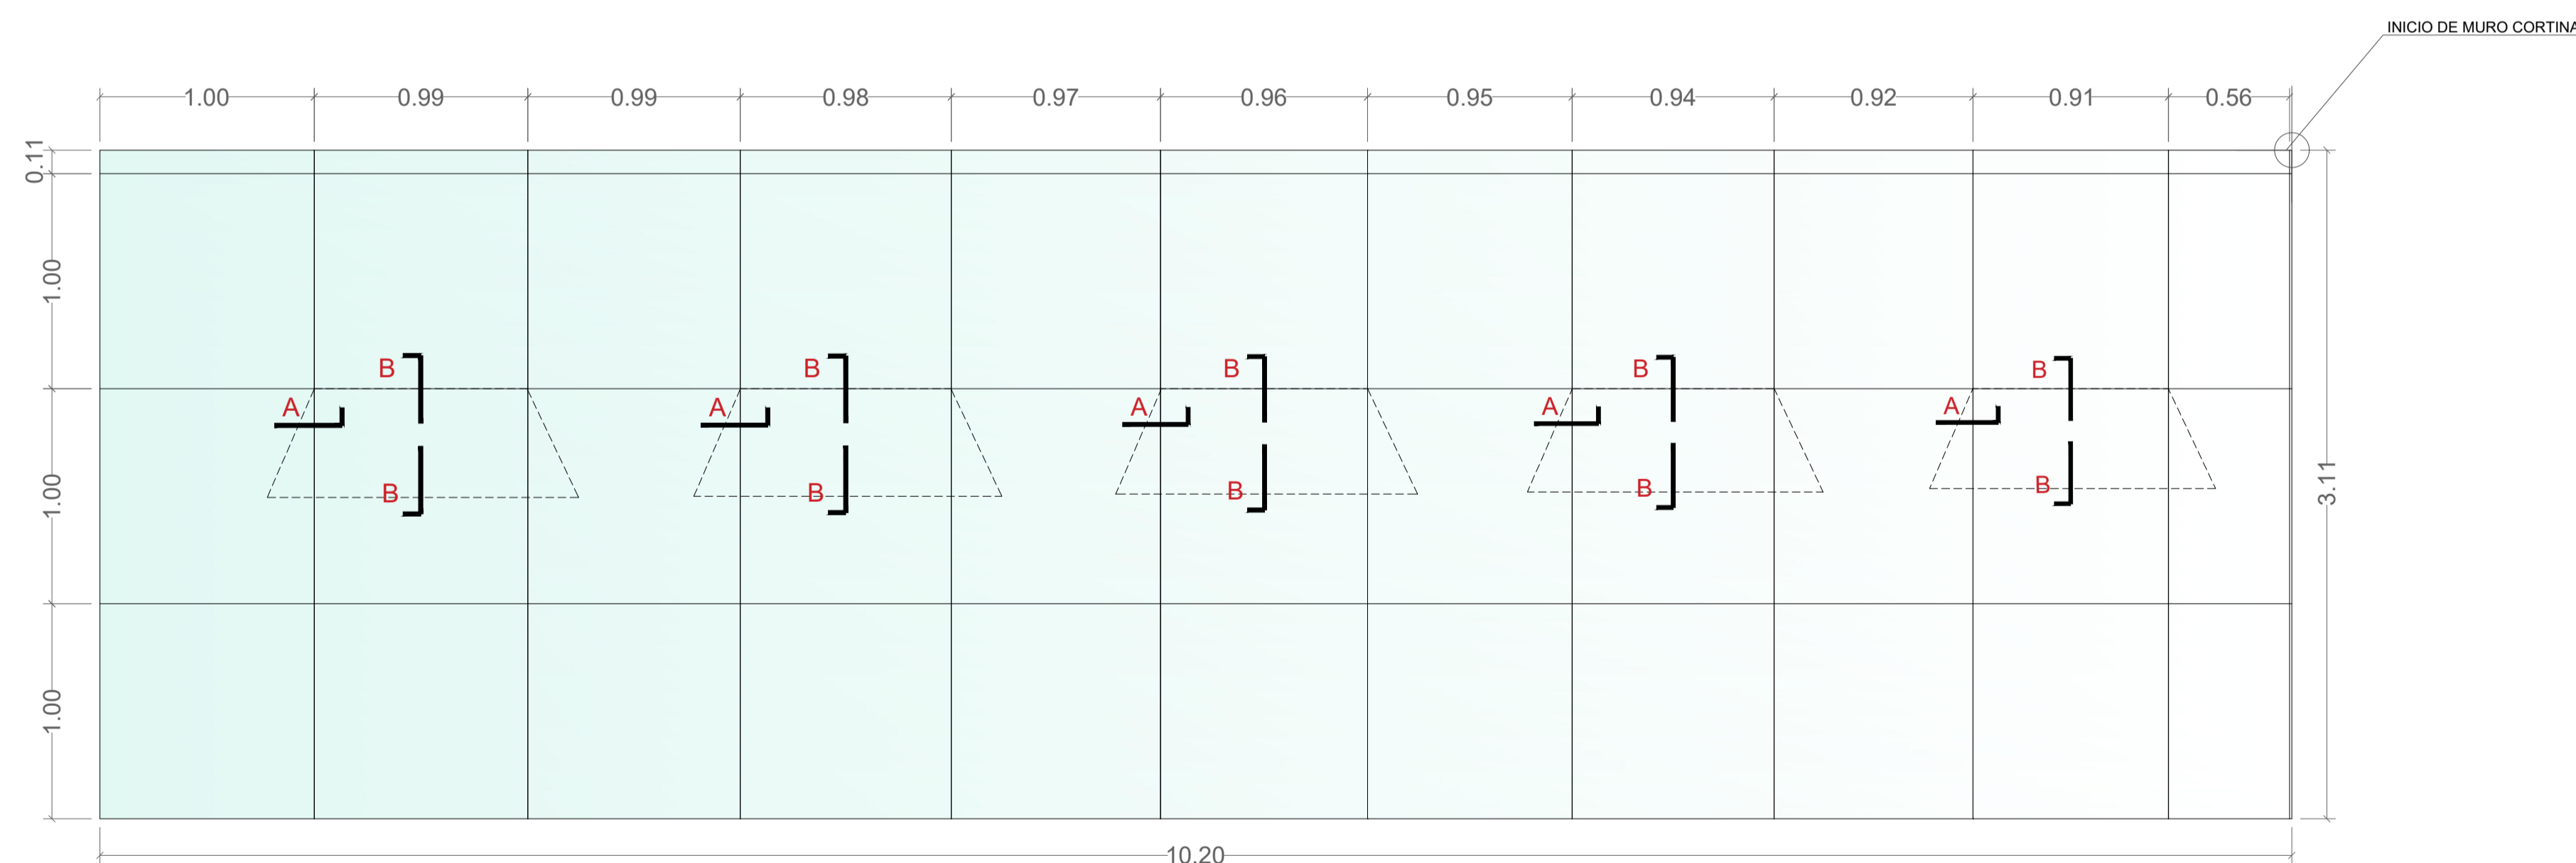 INICIO DE MURO CORTINA
1.00 0.99 0.99 0.98 0.97 0.96 0.95 0.94 0.92 0.91 0.56
0.11
1.00
B B B B B
A A A A A
1.00
3.11
B B B B B
1.00
10.20